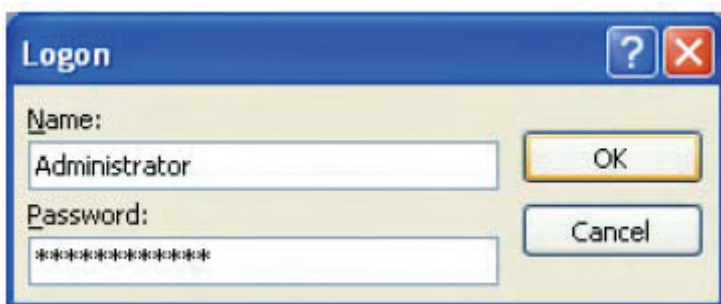 Logon
?
Name:
Administrator
OK
Password:
************
Cancel